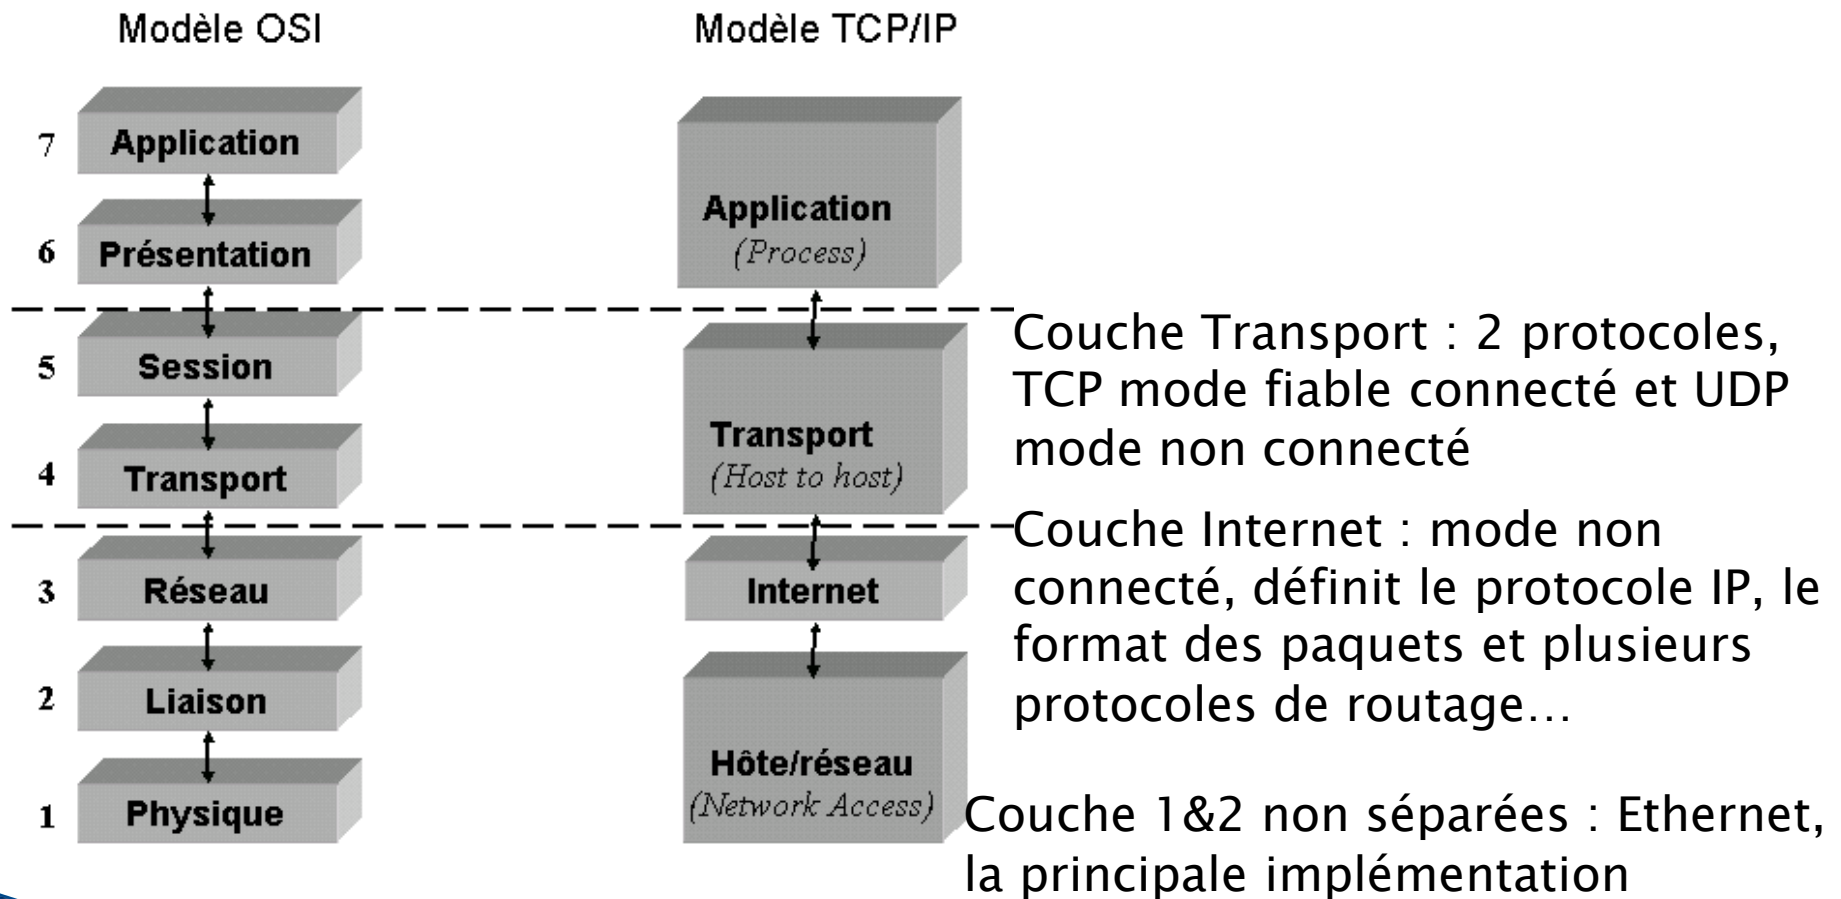 Modèle OSI
Modèle TCP/IP
7 Application
6 Présentation
5 Session
4 Transport
3 Réseau
2 Liaison
1 Physique
Application
(Process)
Transport
(Host to host)
Internet
Hôte/réseau
(Network Access)
Couche Transport : 2 protocoles,
TCP mode fiable connecté et UDP
mode non connecté
Couche Internet : mode non
connecté, définit le protocole IP, le
format des paquets et plusieurs
protocoles de routage…
Couche 1&2 non séparées : Ethernet,
la principale implémentation